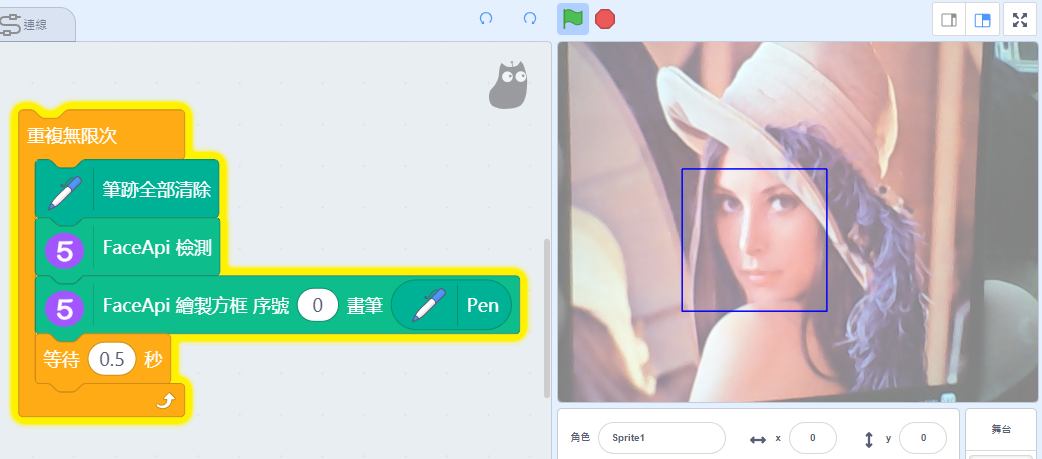 連線
重複無限次
筆跡全部清除
5 FaceApi 檢測
5 FaceApi 繪製方框 序號 0 畫筆 Pen
等待 0.5 秒
角色 Sprite1 x 0 y 0
舞台